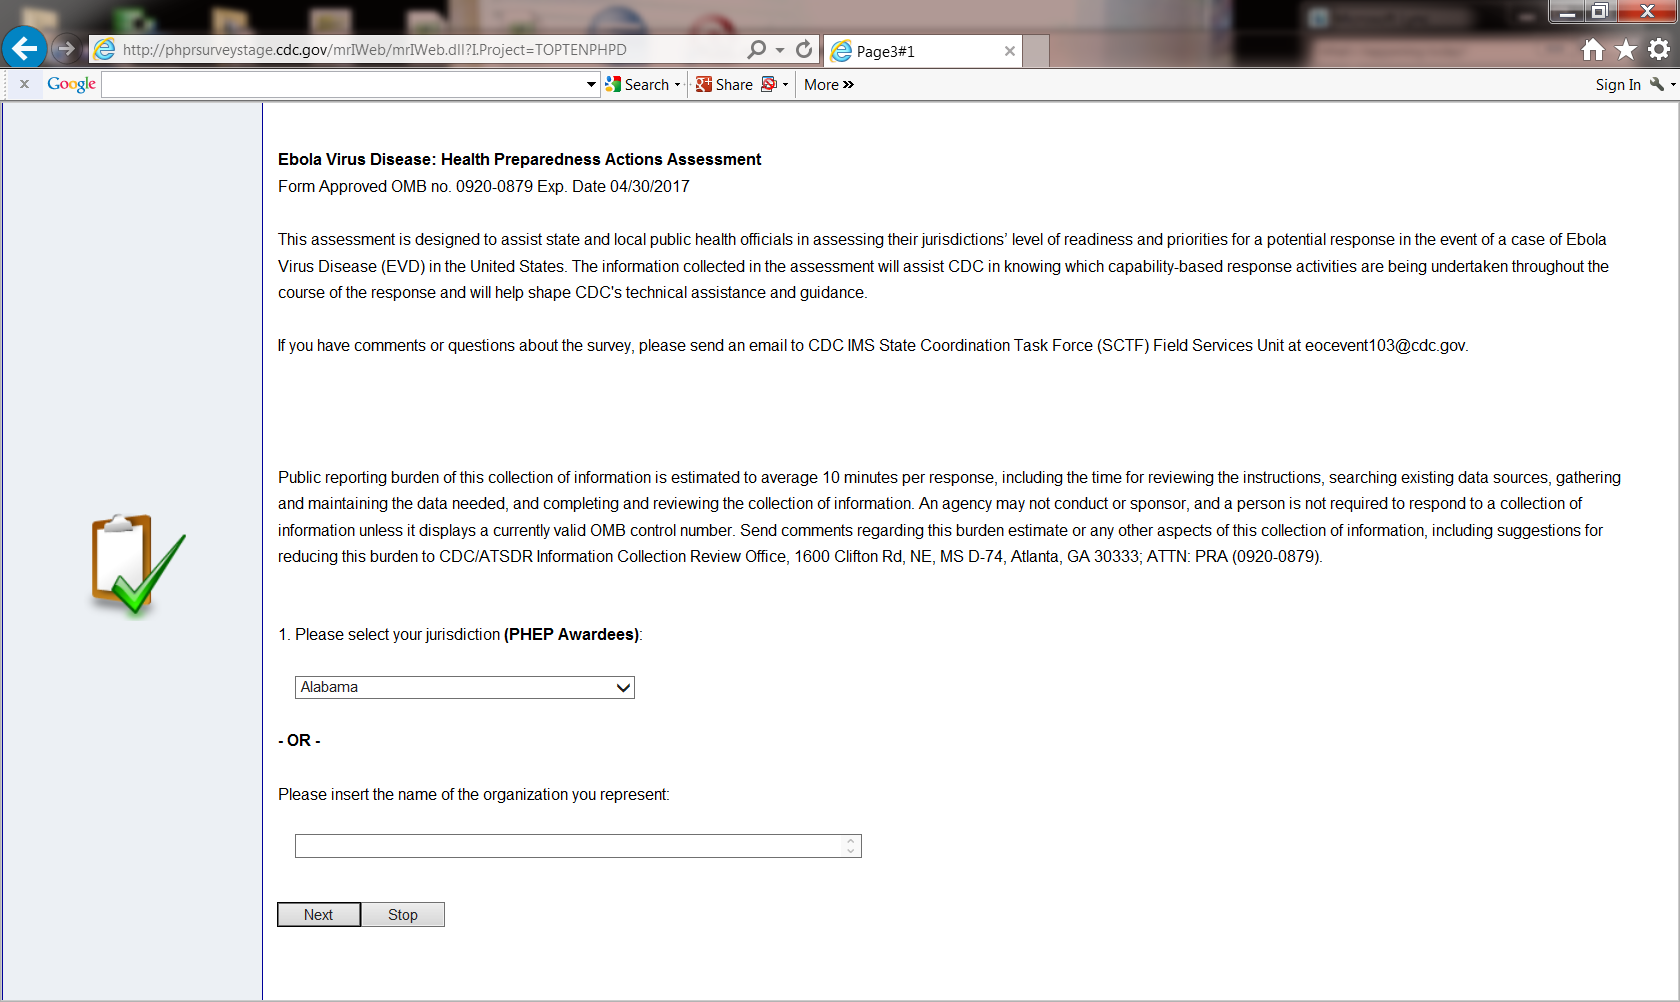 http://phprsurveystage.cdc.gov/mrIWeb/mrIWeb.dll?I.Project=TOPTENPHPD
Page3#1
x Google Search Share More »
Sign In
Ebola Virus Disease: Health Preparedness Actions Assessment
Form Approved OMB no. 0920-0879 Exp. Date 04/30/2017
This assessment is designed to assist state and local public health officials in assessing their jurisdictions’ level of readiness and priorities for a potential response in the event of a case of Ebola
Virus Disease (EVD) in the United States. The information collected in the assessment will assist CDC in knowing which capability-based response activities are being undertaken throughout the
course of the response and will help shape CDC's technical assistance and guidance.
If you have comments or questions about the survey, please send an email to CDC IMS State Coordination Task Force (SCTF) Field Services Unit at eocevent103@cdc.gov.
Public reporting burden of this collection of information is estimated to average 10 minutes per response, including the time for reviewing the instructions, searching existing data sources, gathering
and maintaining the data needed, and completing and reviewing the collection of information. An agency may not conduct or sponsor, and a person is not required to respond to a collection of
information unless it displays a currently valid OMB control number. Send comments regarding this burden estimate or any other aspects of this collection of information, including suggestions for
reducing this burden to CDC/ATSDR Information Collection Review Office, 1600 Clifton Rd, NE, MS D-74, Atlanta, GA 30333; ATTN: PRA (0920-0879).
1. Please select your jurisdiction (PHEP Awardees):
Alabama
- OR -
Please insert the name of the organization you represent:
Next Stop